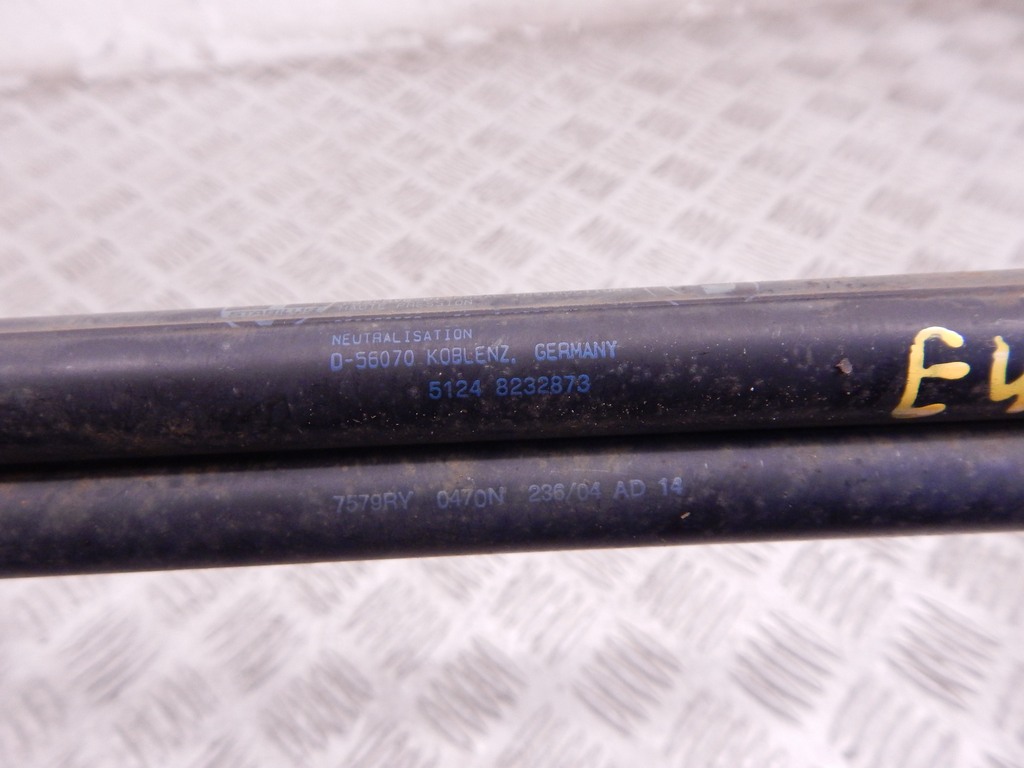 NEUTRALISATION
D-56070 KOBLENZ, GERMANY
5124 8232873
7579RY 0470N 236/04 AD 14